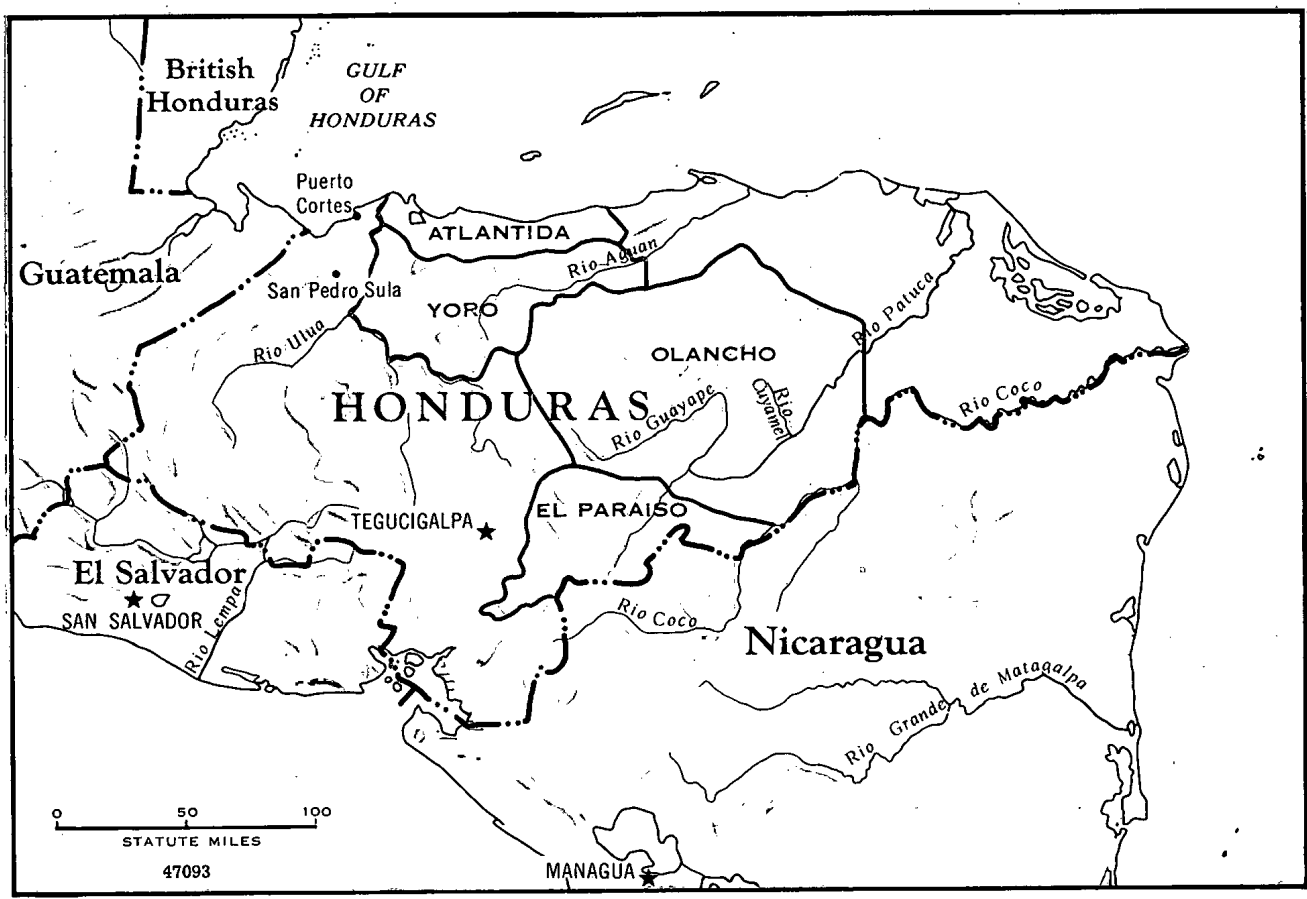 British
Honduras
GULF
OF
HONDURAS
Puerto
Cortes
ATLANTIDA
Guatemala
San Pedro Sula
Rio Aguan
YORO
Rio Patuca
Rio Ulua
OLANCHO
HONDURAS
Rio Coco
Rio
Cuyamel
Rio Guayape
TEGUCIGALPA
EL PARAISO
El Salvador
SAN SALVADOR
Rio Lempa
Rio Coco
Nicaragua
Rio Grande de Matagalpa
0 50 100
STATUTE MILES
47093
MANAGUA